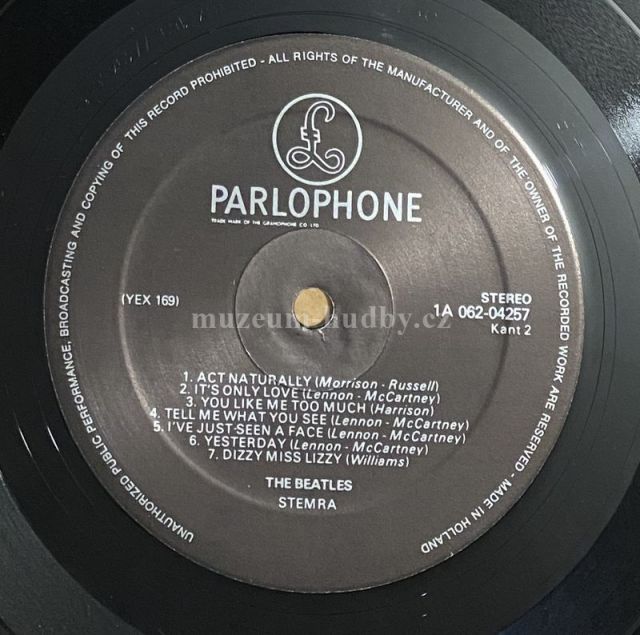 UNAUTHORIZED PUBLIC PERFORMANCE, BROADCASTING AND COPYING OF THIS RECORD PROHIBITED - ALL RIGHTS OF THE MANUFACTURER AND OF THE OWNER OF THE RECORDED WORK ARE RESERVED - MADE IN HOLLAND
£
PARLOPHONE
TRADE MARK OF THE GRAMOPHONE CO. LTD.
(YEX 169)
STEREO
1A 062-04257
Kant 2
muzeum-hudby.cz
1. ACT NATURALLY (Morrison - Russell)
2. IT'S ONLY LOVE (Lennon - McCartney)
3. YOU LIKE ME TOO MUCH (Harrison)
4. TELL ME WHAT YOU SEE (Lennon - McCartney)
5. I'VE JUST SEEN A FACE (Lennon - McCartney)
6. YESTERDAY (Lennon - McCartney)
7. DIZZY MISS LIZZY (Williams)
THE BEATLES
STEMRA